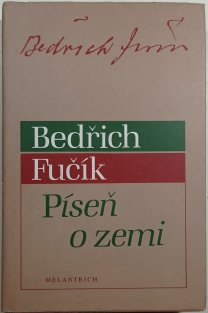 Bedřich Fučík
Bedřich
Fučík
Píseň
o zemi
MELANTRICH